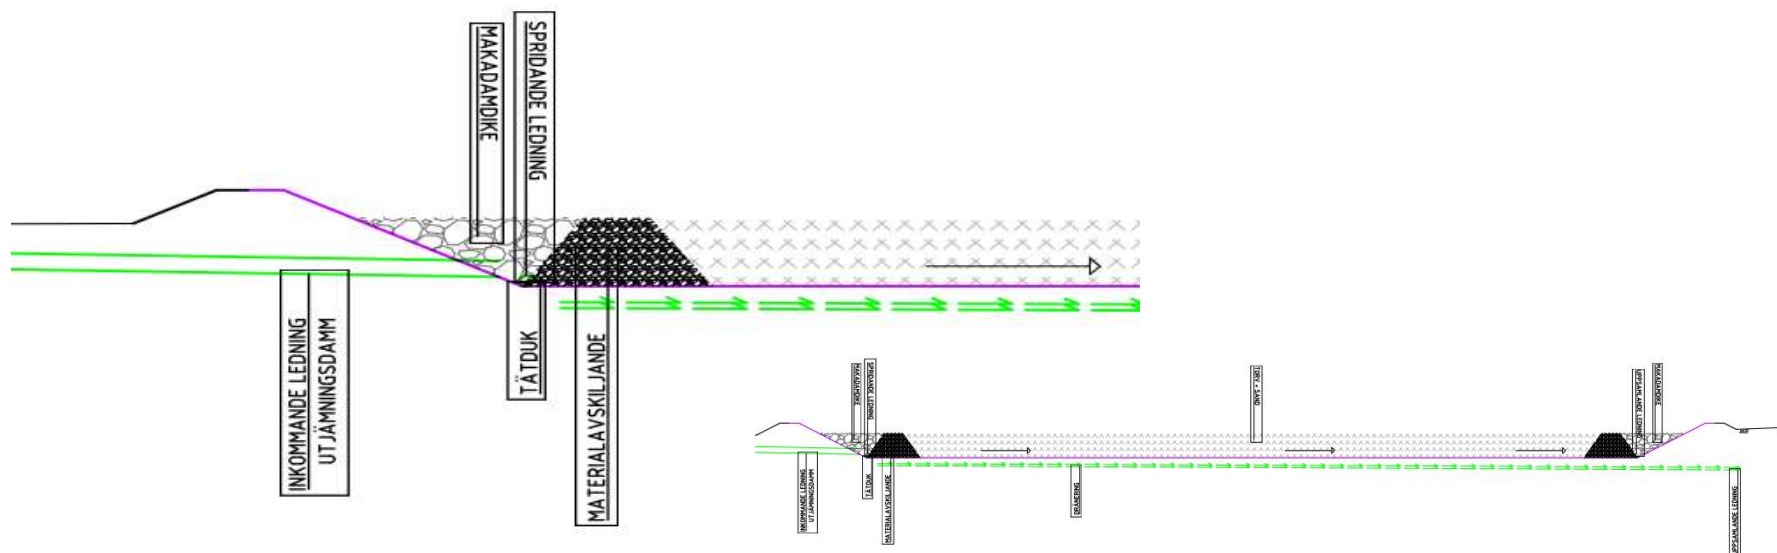 MAKADAMDIKE
SPRIDANDE LEDNING
INKOMMANDE LEDNING
UTJÄMNINGSDAMM
TÄTDUK
MATERIALAVSKILJANDE
MAKADAMDIKE
SPRIDANDE LEDNING
TORV + SAND
UPPSAMLANDE LEDNING
MAKADAMDIKE
INKOMMANDE LEDNING
UTJÄMNINGSDAMM
TÄTDUK
MATERIALAVSKILJANDE
DRÄNERING
UPPSAMLANDE LEDNING